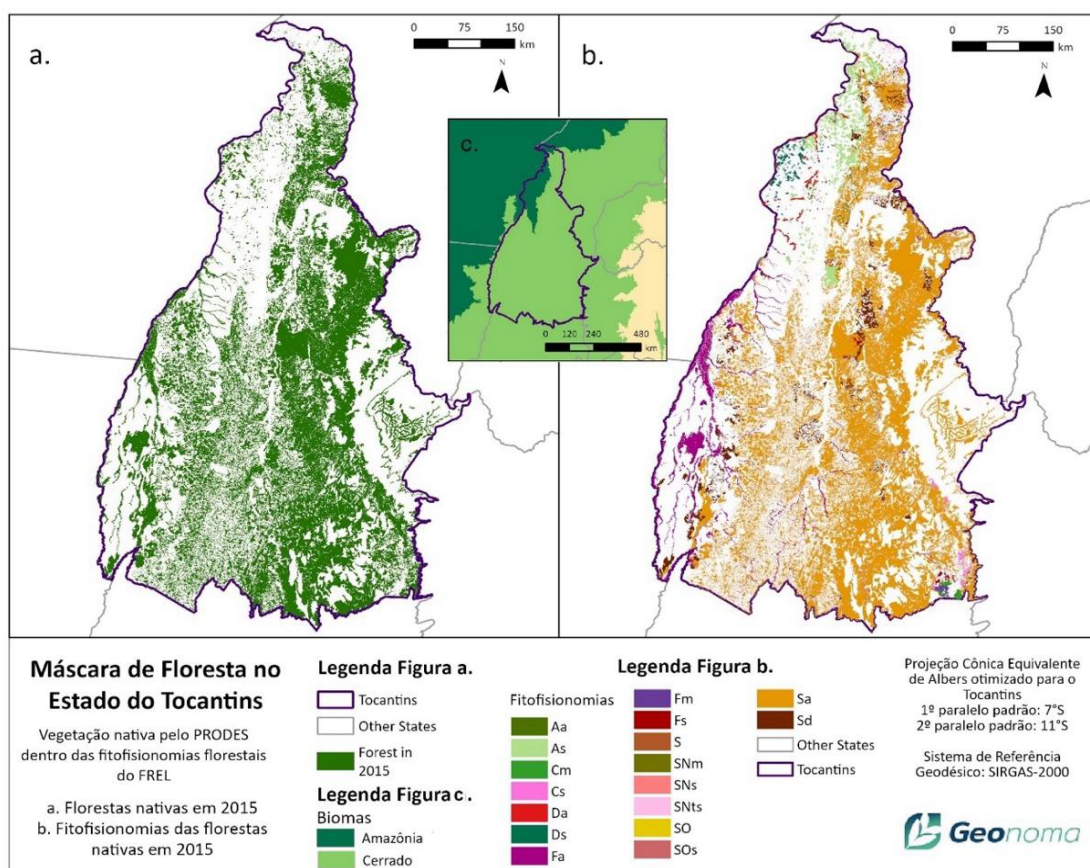 a.
0 75 150
km
N
b.
0 75 150
km
N
c.
0 120 240 480
km
Máscara de Floresta no
Estado do Tocantins
Vegetação nativa pelo PRODES
dentro das fitofisionomias florestais
do FREL
a. Florestas nativas em 2015
b. Fitofisionomias das florestas
nativas em 2015
Legenda Figura a.
Tocantins
Other States
Forest in
2015
Legenda Figura c.
Biomas
Amazônia
Cerrado
Legenda Figura b.
Fitofisionomias
Aa
As
Cm
Cs
Da
Ds
Fa
Fm
Fs
S
SNm
SNs
SNts
SO
SOs
Sa
Sd
Other States
Tocantins
Projeção Cônica Equivalente
de Albers otimizado para o
Tocantins
1º paralelo padrão: 7°S
2º paralelo padrão: 11°S
Sistema de Referência
Geodésico: SIRGAS-2000
Geonoma